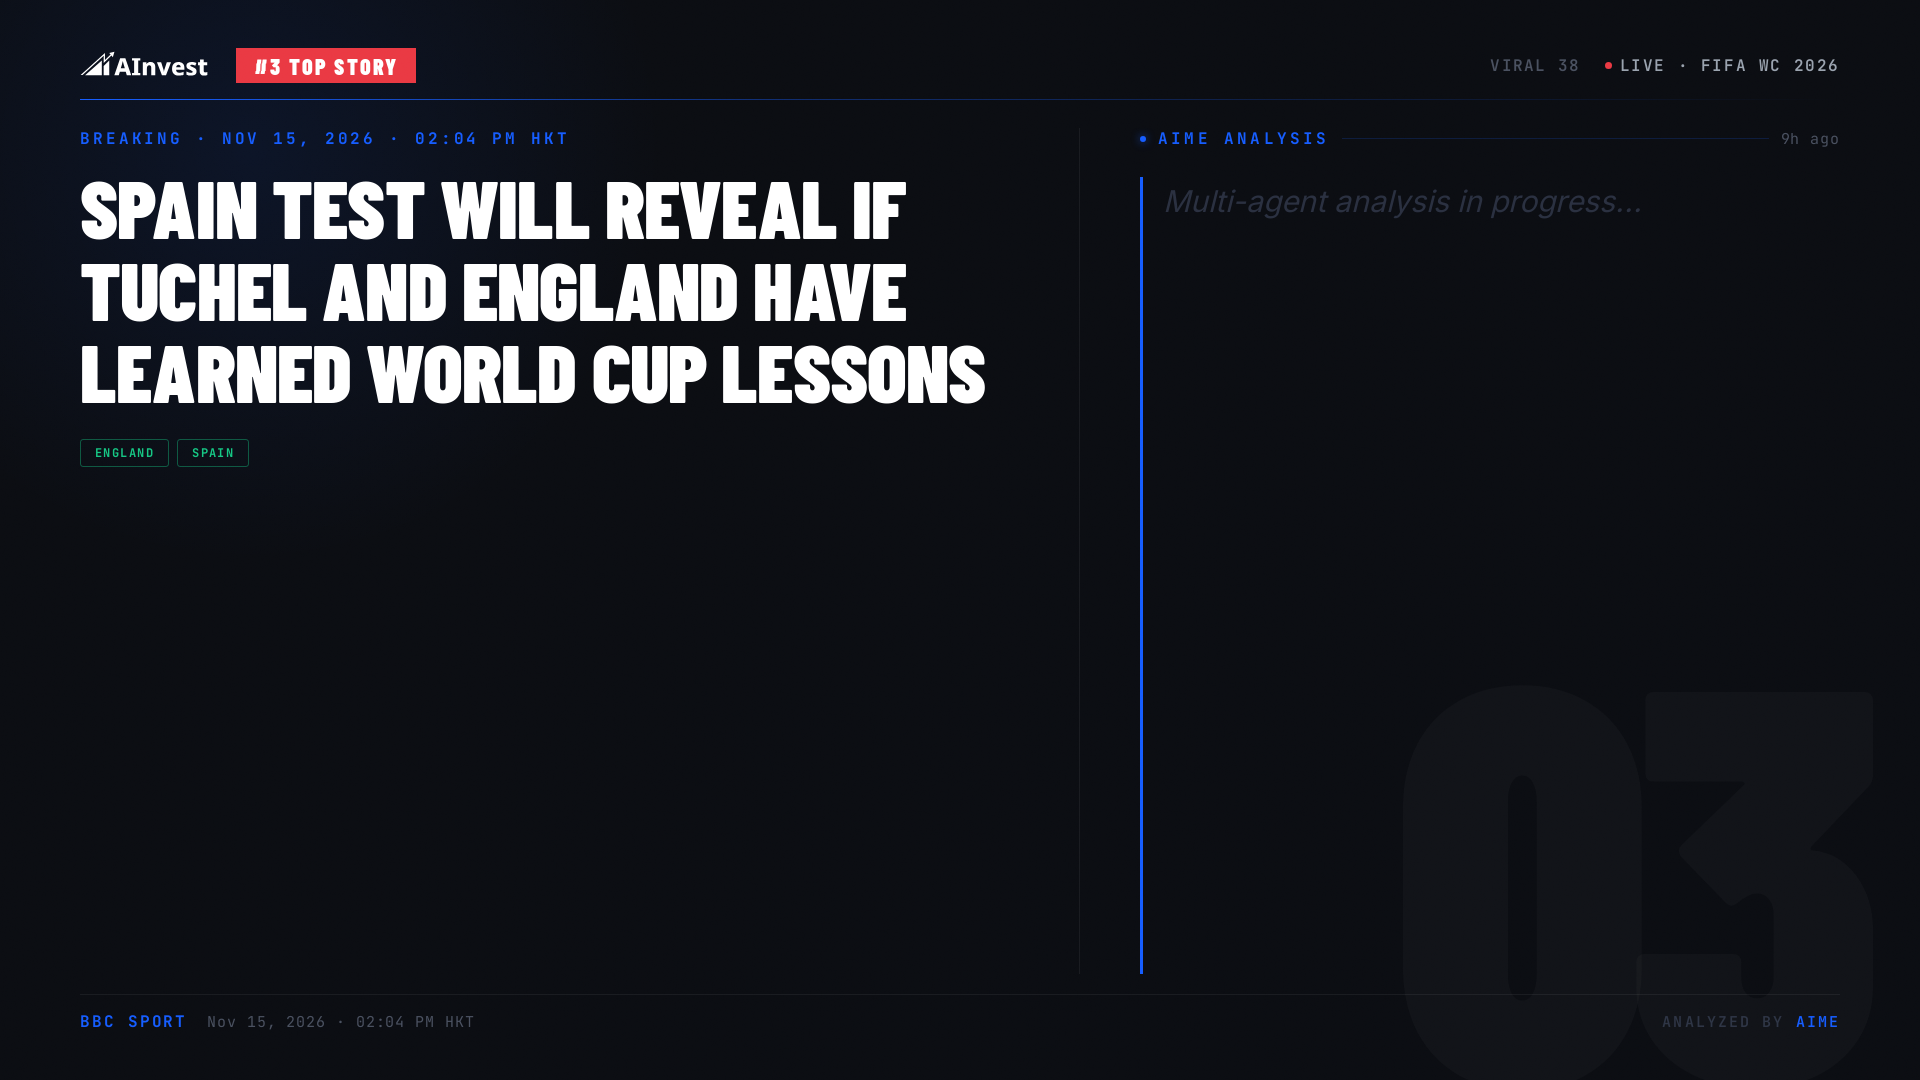 AInvest
#3 TOP STORY
VIRAL 38
LIVE · FIFA WC 2026
BREAKING · NOV 15, 2026 · 02:04 PM HKT
SPAIN TEST WILL REVEAL IF
TUCHEL AND ENGLAND HAVE
LEARNED WORLD CUP LESSONS
ENGLAND
SPAIN
AIME ANALYSIS
9h ago
Multi-agent analysis in progress...
03
BBC SPORT
Nov 15, 2026 · 02:04 PM HKT
ANALYZED BY AIME